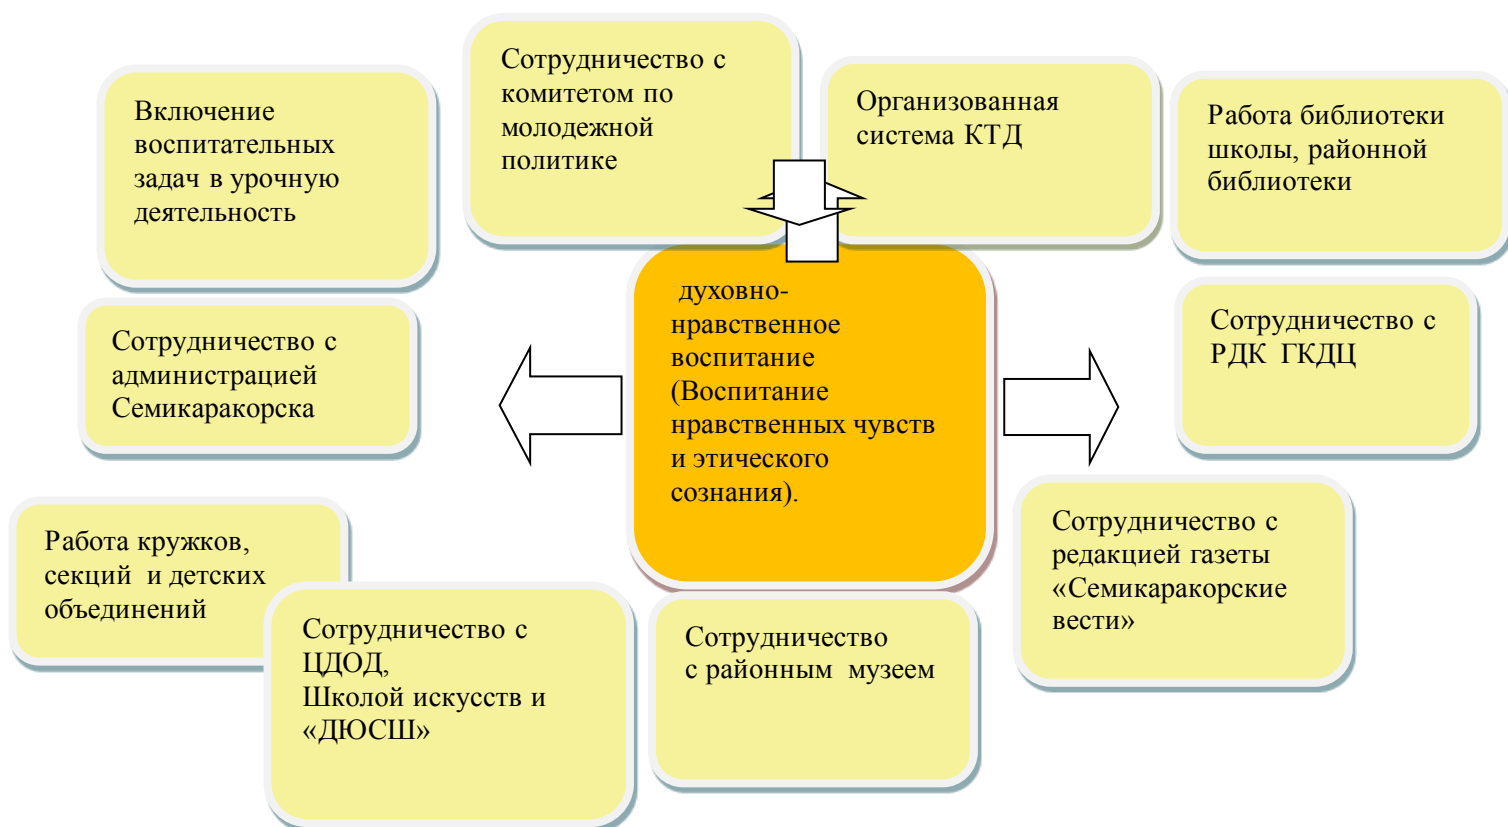 Включение
воспитательных
задач в урочную
деятельность
Сотрудничество с
комитетом по
молодежной
политике
Организованная
система КТД
Работа библиотеки
школы, районной
библиотеки
Сотрудничество с
администрацией
Семикаракорска
духовно-
нравственное
воспитание
(Воспитание
нравственных чувств
и этического
сознания).
Сотрудничество с
РДК ГКДЦ
Работа кружков,
секций и детских
объединений
Сотрудничество с
ЦДОД,
Школой искусств и
«ДЮСШ»
Сотрудничество
с районным музеем
Сотрудничество с
редакцией газеты
«Семикаракорские
вести»